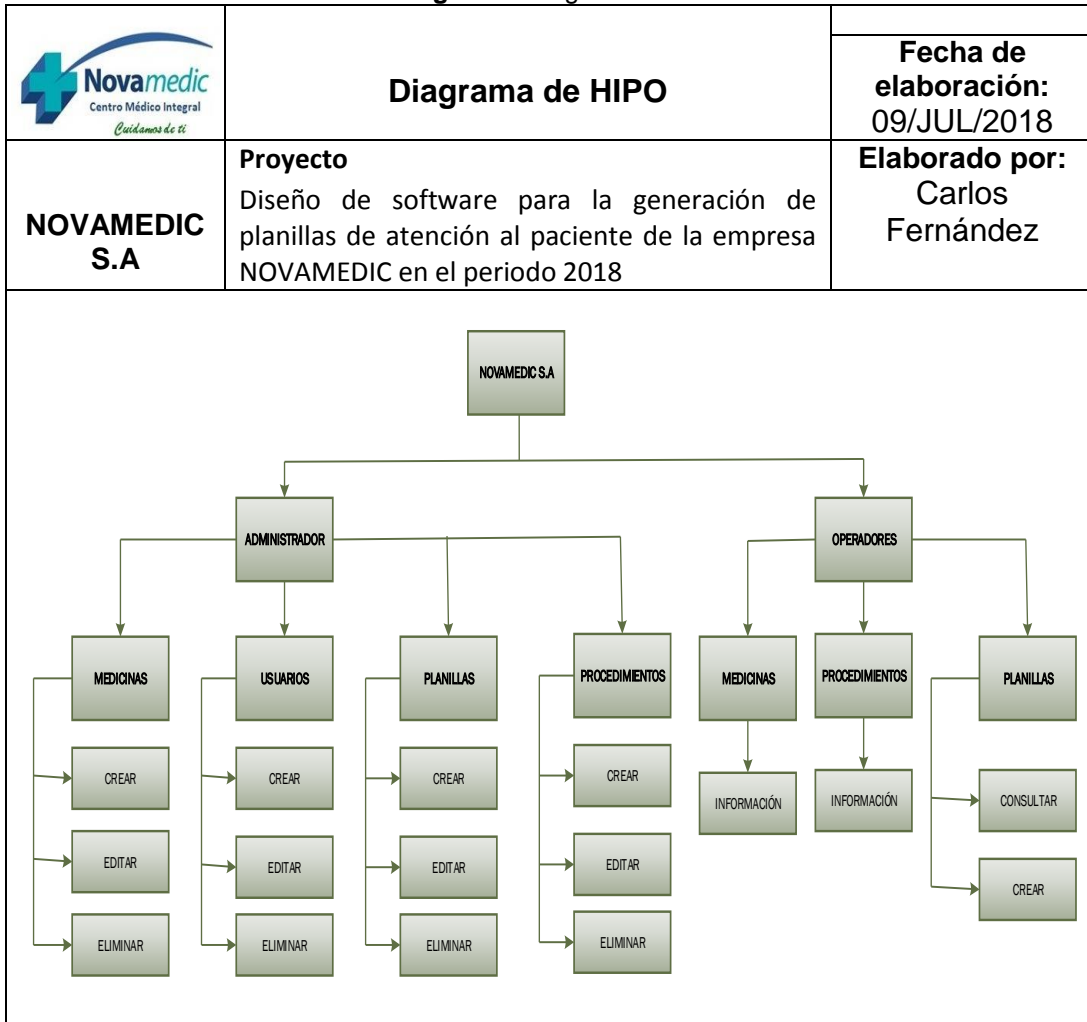 Novamedic
Centro Médico Integral
Cuidamos de ti
Diagrama de HIPO
Fecha de
elaboración:
09/JUL/2018
NOVAMEDIC
S.A
Proyecto
Diseño de software para la generación de
planillas de atención al paciente de la empresa
NOVAMEDIC en el periodo 2018
Elaborado por:
Carlos
Fernández
NOVAMEDIC S.A
ADMINISTRADOR
OPERADORES
MEDICINAS
USUARIOS
PLANILLAS
PROCEDIMIENTOS
MEDICINAS
PROCEDIMIENTOS
PLANILLAS
CREAR
CREAR
CREAR
CREAR
INFORMACIÓN
INFORMACIÓN
CONSULTAR
EDITAR
EDITAR
EDITAR
EDITAR
CREAR
ELIMINAR
ELIMINAR
ELIMINAR
ELIMINAR